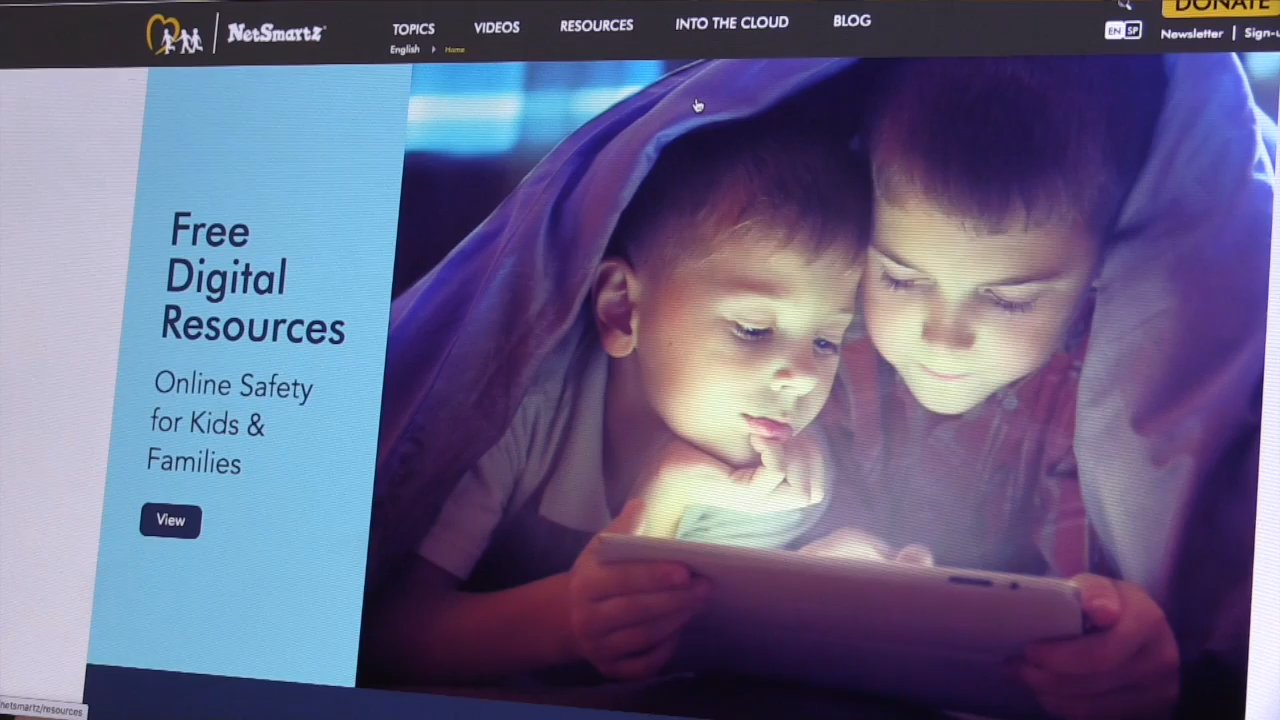 NetSmartz
TOPICS
VIDEOS
RESOURCES
INTO THE CLOUD
BLOG
DONATE
EN SP
Newsletter | Sign-u
English
Home
Free
Digital
Resources
Online Safety
for Kids &
Families
View
netsmartz/resources